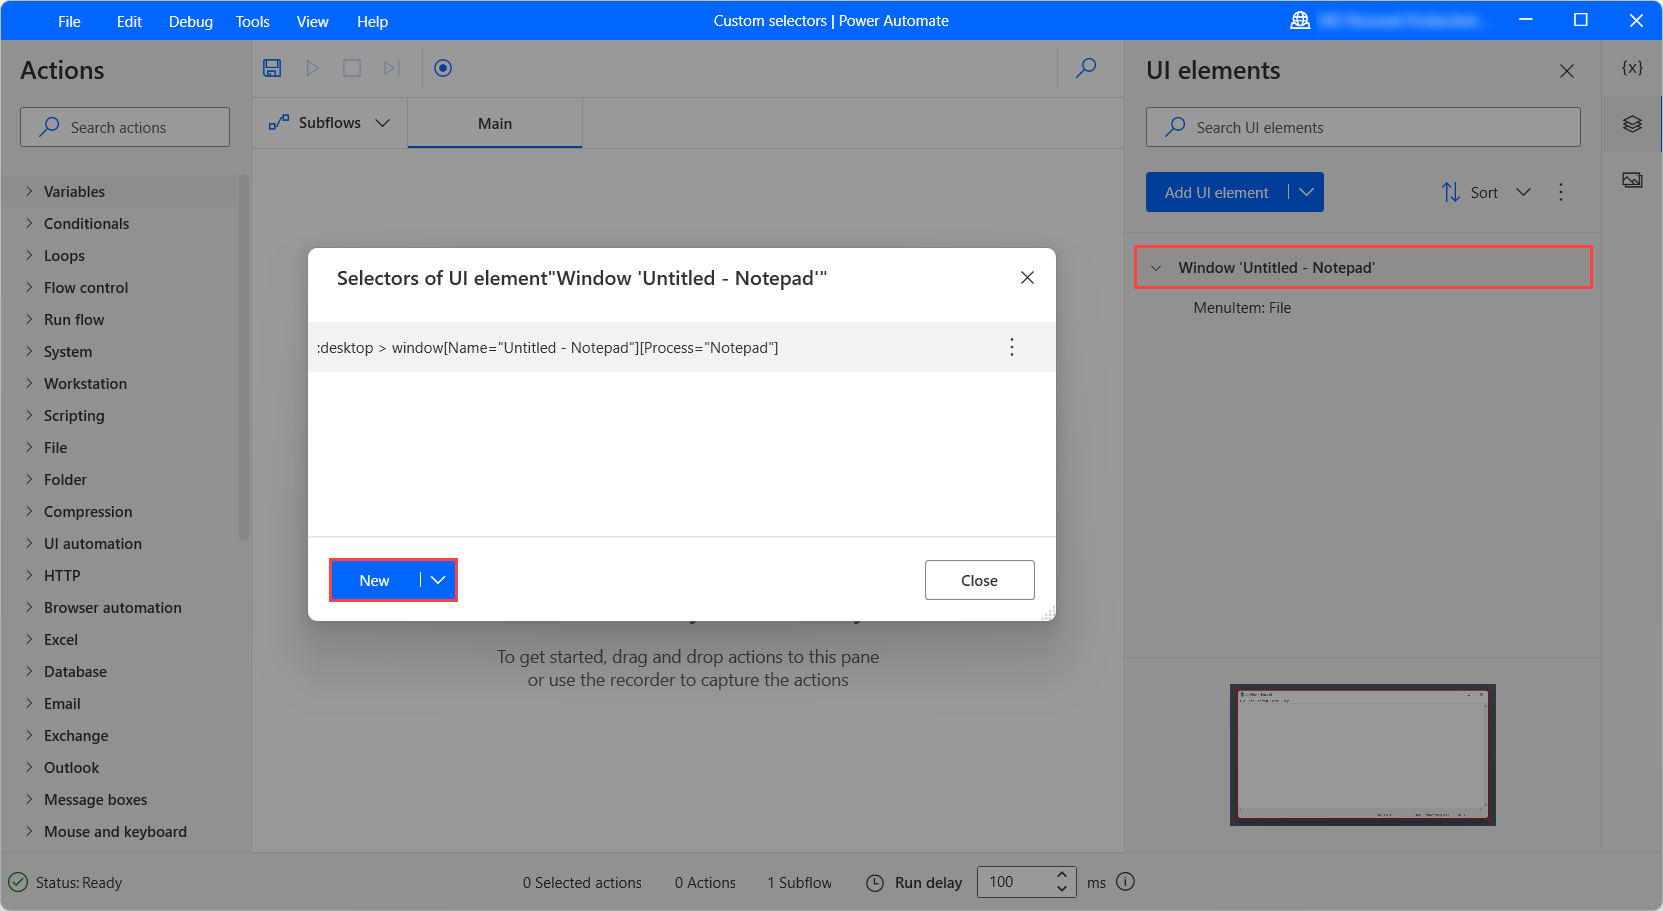 File Edit Debug Tools View Help
Custom selectors | Power Automate
Actions
Search actions
Variables
Conditionals
Loops
Flow control
Run flow
System
Workstation
Scripting
File
Folder
Compression
UI automation
HTTP
Browser automation
Excel
Database
Email
Exchange
Outlook
Message boxes
Mouse and keyboard
Subflows
Main
Selectors of UI element"Window 'Untitled - Notepad'"
:desktop > window[Name="Untitled - Notepad"][Process="Notepad"]
New
Close
To get started, drag and drop actions to this pane
or use the recorder to capture the actions
UI elements
Search UI elements
Add UI element
Sort
Window 'Untitled - Notepad'
MenuItem: File
{x}
Status: Ready
0 Selected actions
0 Actions
1 Subflow
Run delay
100
ms